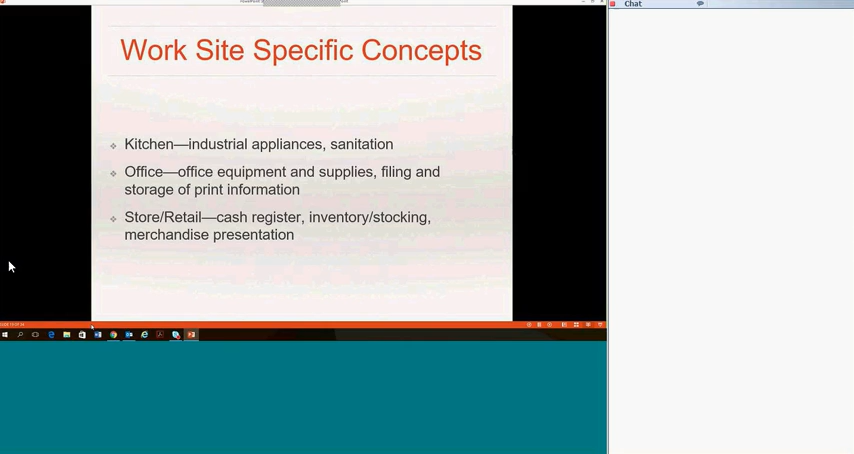 Chat
Work Site Specific Concepts
Kitchen—industrial appliances, sanitation
Office—office equipment and supplies, filing and
storage of print information
Store/Retail—cash register, inventory/stocking,
merchandise presentation